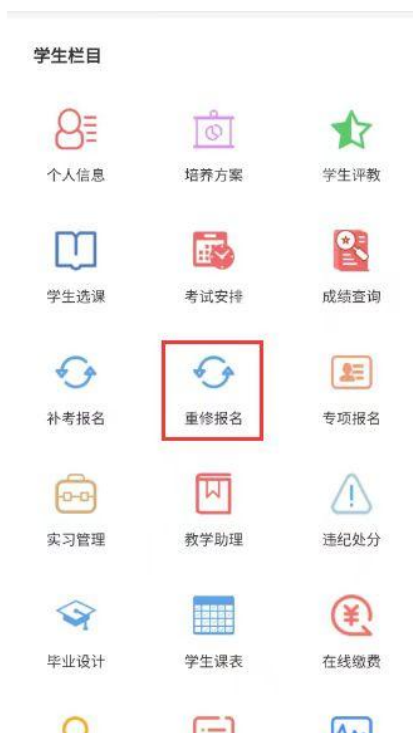 学生栏目
个人信息 培养方案 学生评教
学生选课 考试安排 成绩查询
补考报名 重修报名 专项报名
实习管理 教学助理 违纪处分
毕业设计 学生课表 在线缴费